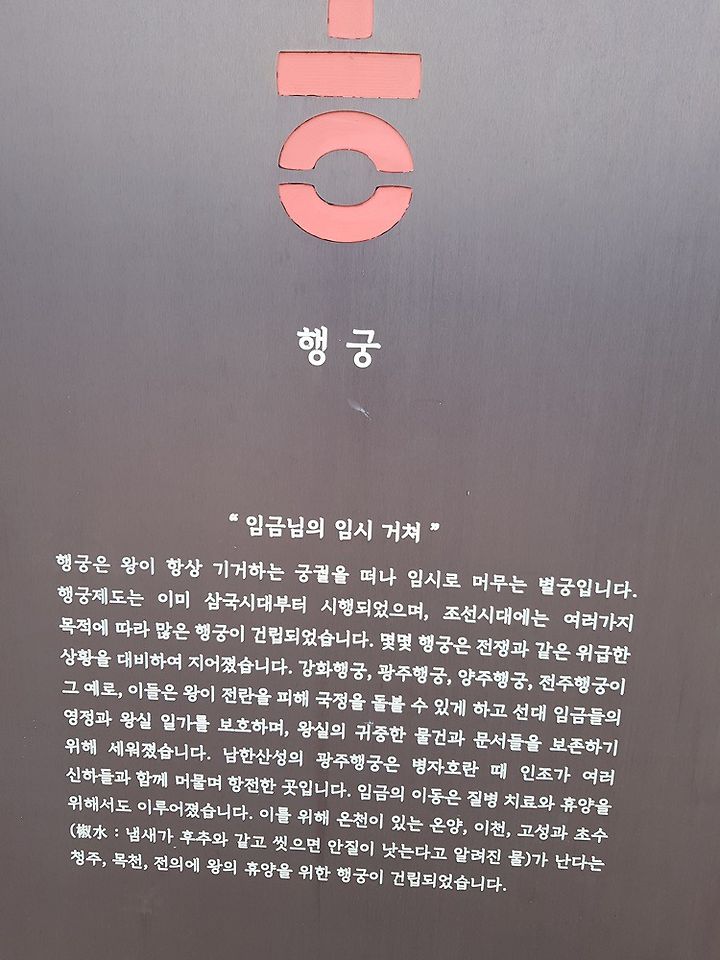 행궁
“ 임금님의 임시 거쳐 ”
행궁은 왕이 항상 기거하는 궁궐을 떠나 임시로 머무는 별궁입니다.
행궁제도는 이미 삼국시대부터 시행되었으며, 조선시대에는 여러가지
목적에 따라 많은 행궁이 건립되었습니다. 몇몇 행궁은 전쟁과 같은 위급한
상황을 대비하여 지어졌습니다. 강화행궁, 광주행궁, 양주행궁, 전주행궁이
그 예로, 이들은 왕이 전란을 피해 국정을 돌볼 수 있게 하고 선대 임금들의
영정과 왕실 일가를 보호하며, 왕실의 귀중한 물건과 문서들을 보존하기
위해 세워졌습니다. 남한산성의 광주행궁은 병자호란 때 인조가 여러
신하들과 함께 머물며 항전한 곳입니다. 임금의 이동은 질병 치료와 휴양을
위해서도 이루어졌습니다. 이를 위해 온천이 있는 온양, 이천, 고성과 초수
(椒水 : 냄새가 후추와 같고 씻으면 안질이 낫는다고 알려진 물)가 난다는
청주, 목천, 전의에 왕의 휴양을 위한 행궁이 건립되었습니다.